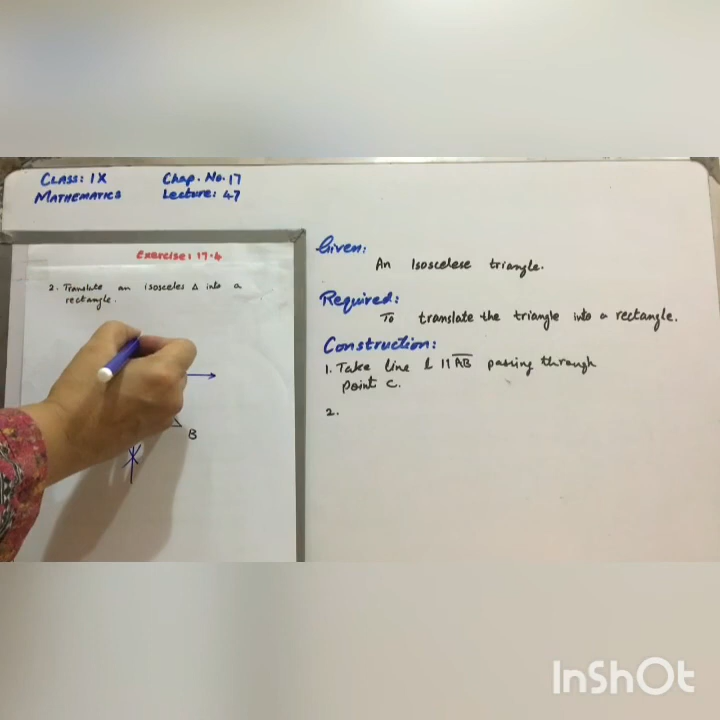 CLASS: IX Chap. No. 17
MATHEMATICS Lecture: 47
Exercise: 17.4
2. Translate an isosceles Δ into a
rectangle.
B
Given:
An Isoscelese triangle.
Required:
To translate the triangle into a rectangle.
Construction:
1. Take line l || AB passing through
point C.
2.
InShOt